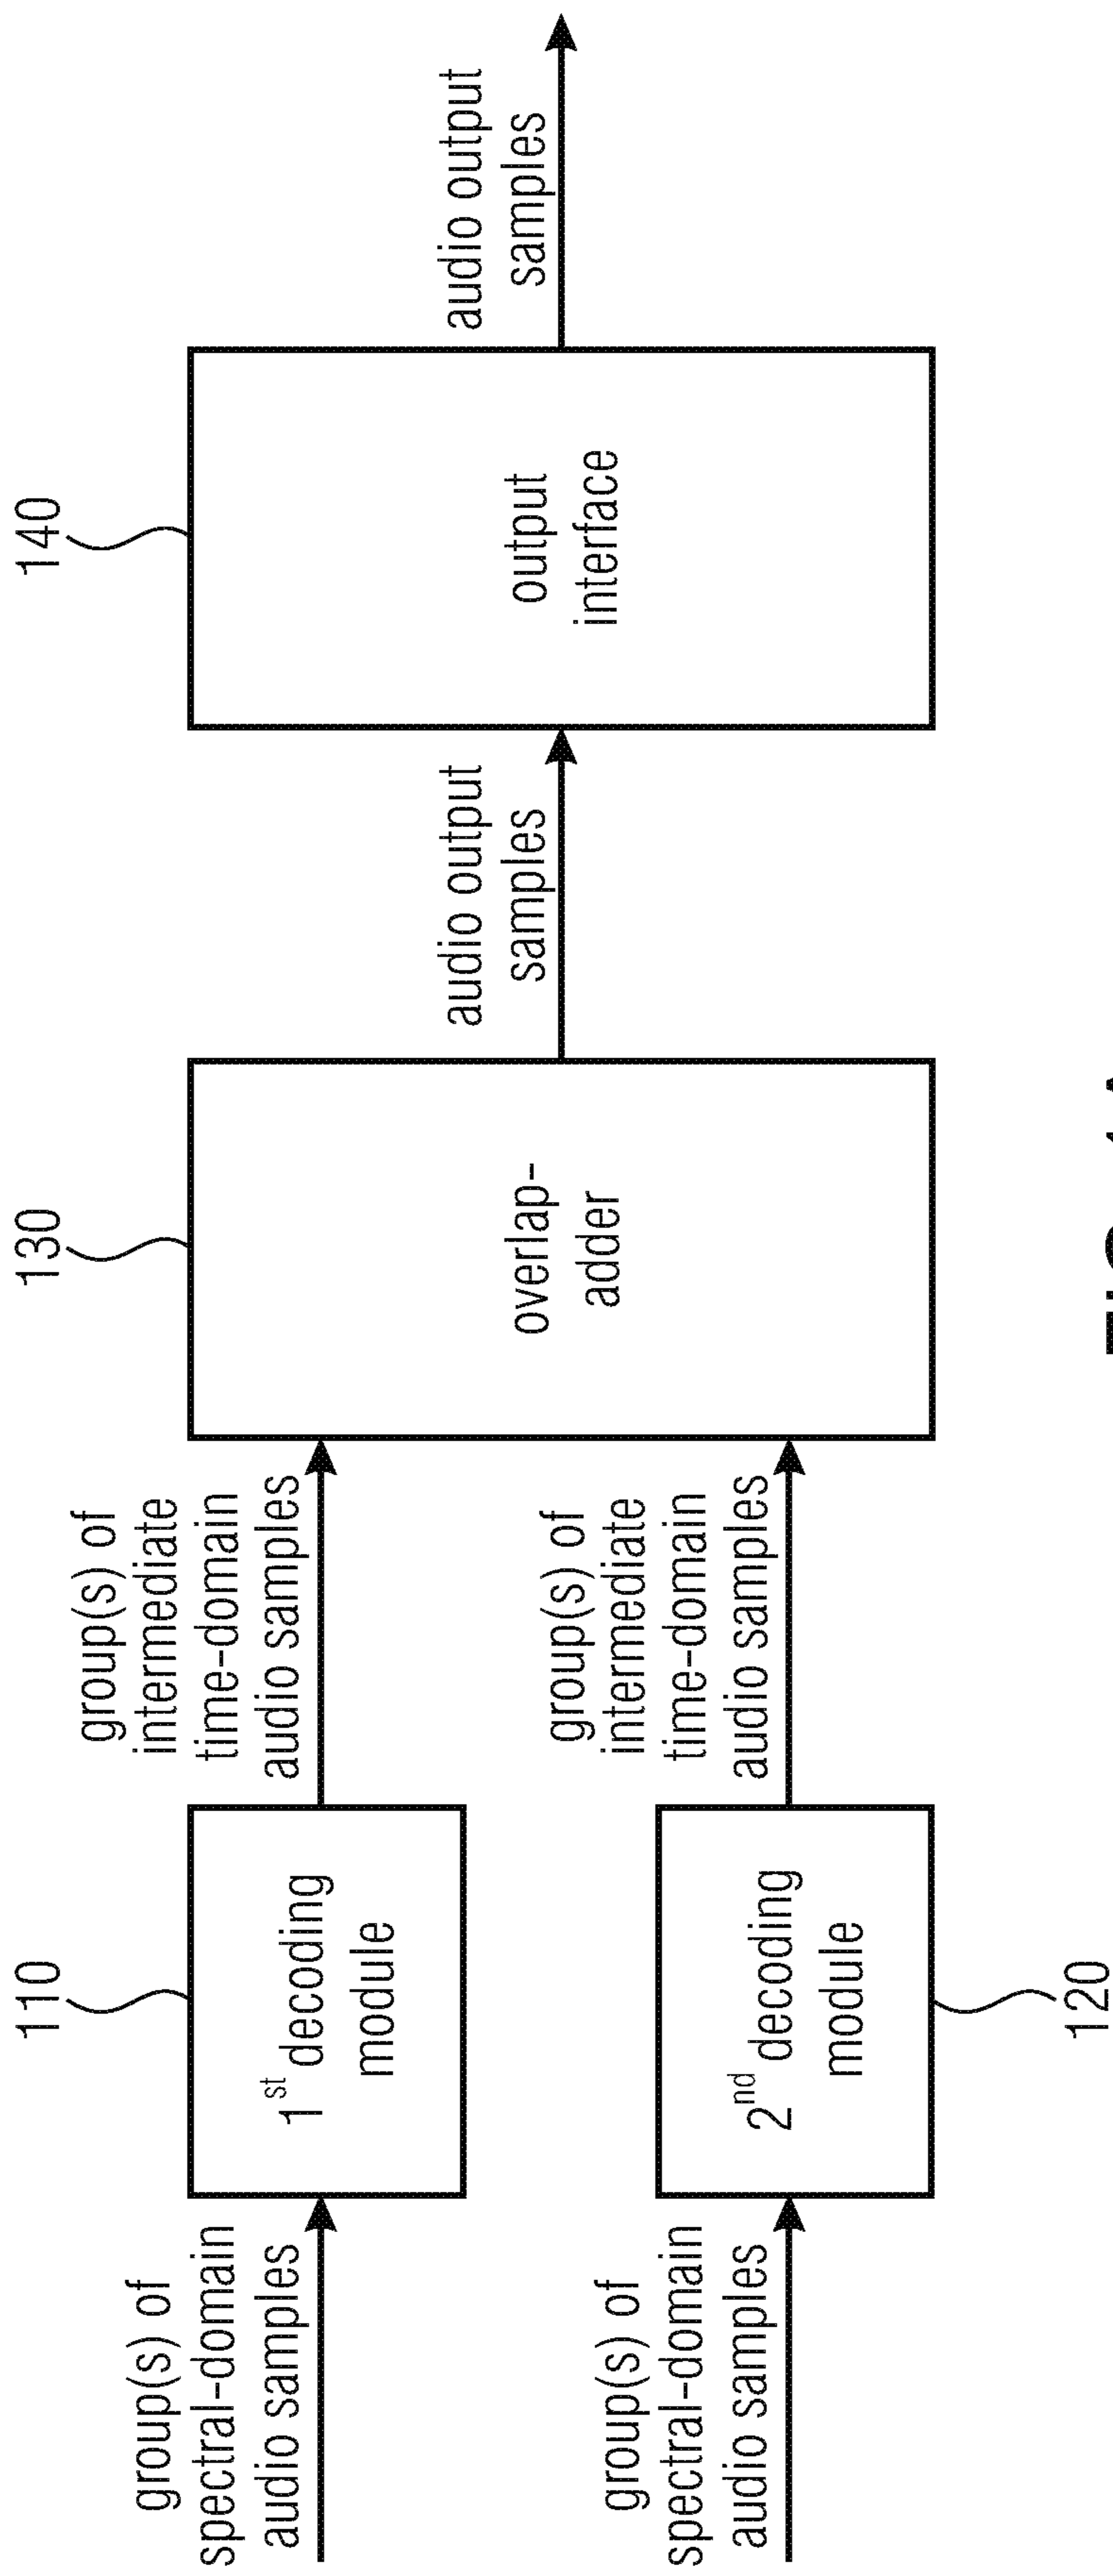 group(s) of
spectral-domain
audio samples
110
1st decoding
module
group(s) of
intermediate
time-domain
audio samples
group(s) of
spectral-domain
audio samples
2nd decoding
module
120
group(s) of
intermediate
time-domain
audio samples
130
overlap-
adder
audio output
samples
140
output
interface
audio output
samples